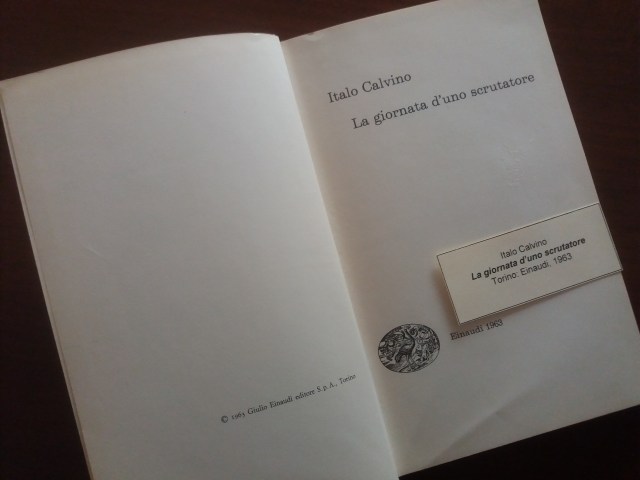 © 1963 Giulio Einaudi editore S. p. A., Torino
Italo Calvino
La giornata d'uno scrutatore
Italo Calvino
La giornata d'uno scrutatore
Torino: Einaudi, 1963
Einaudi 1963